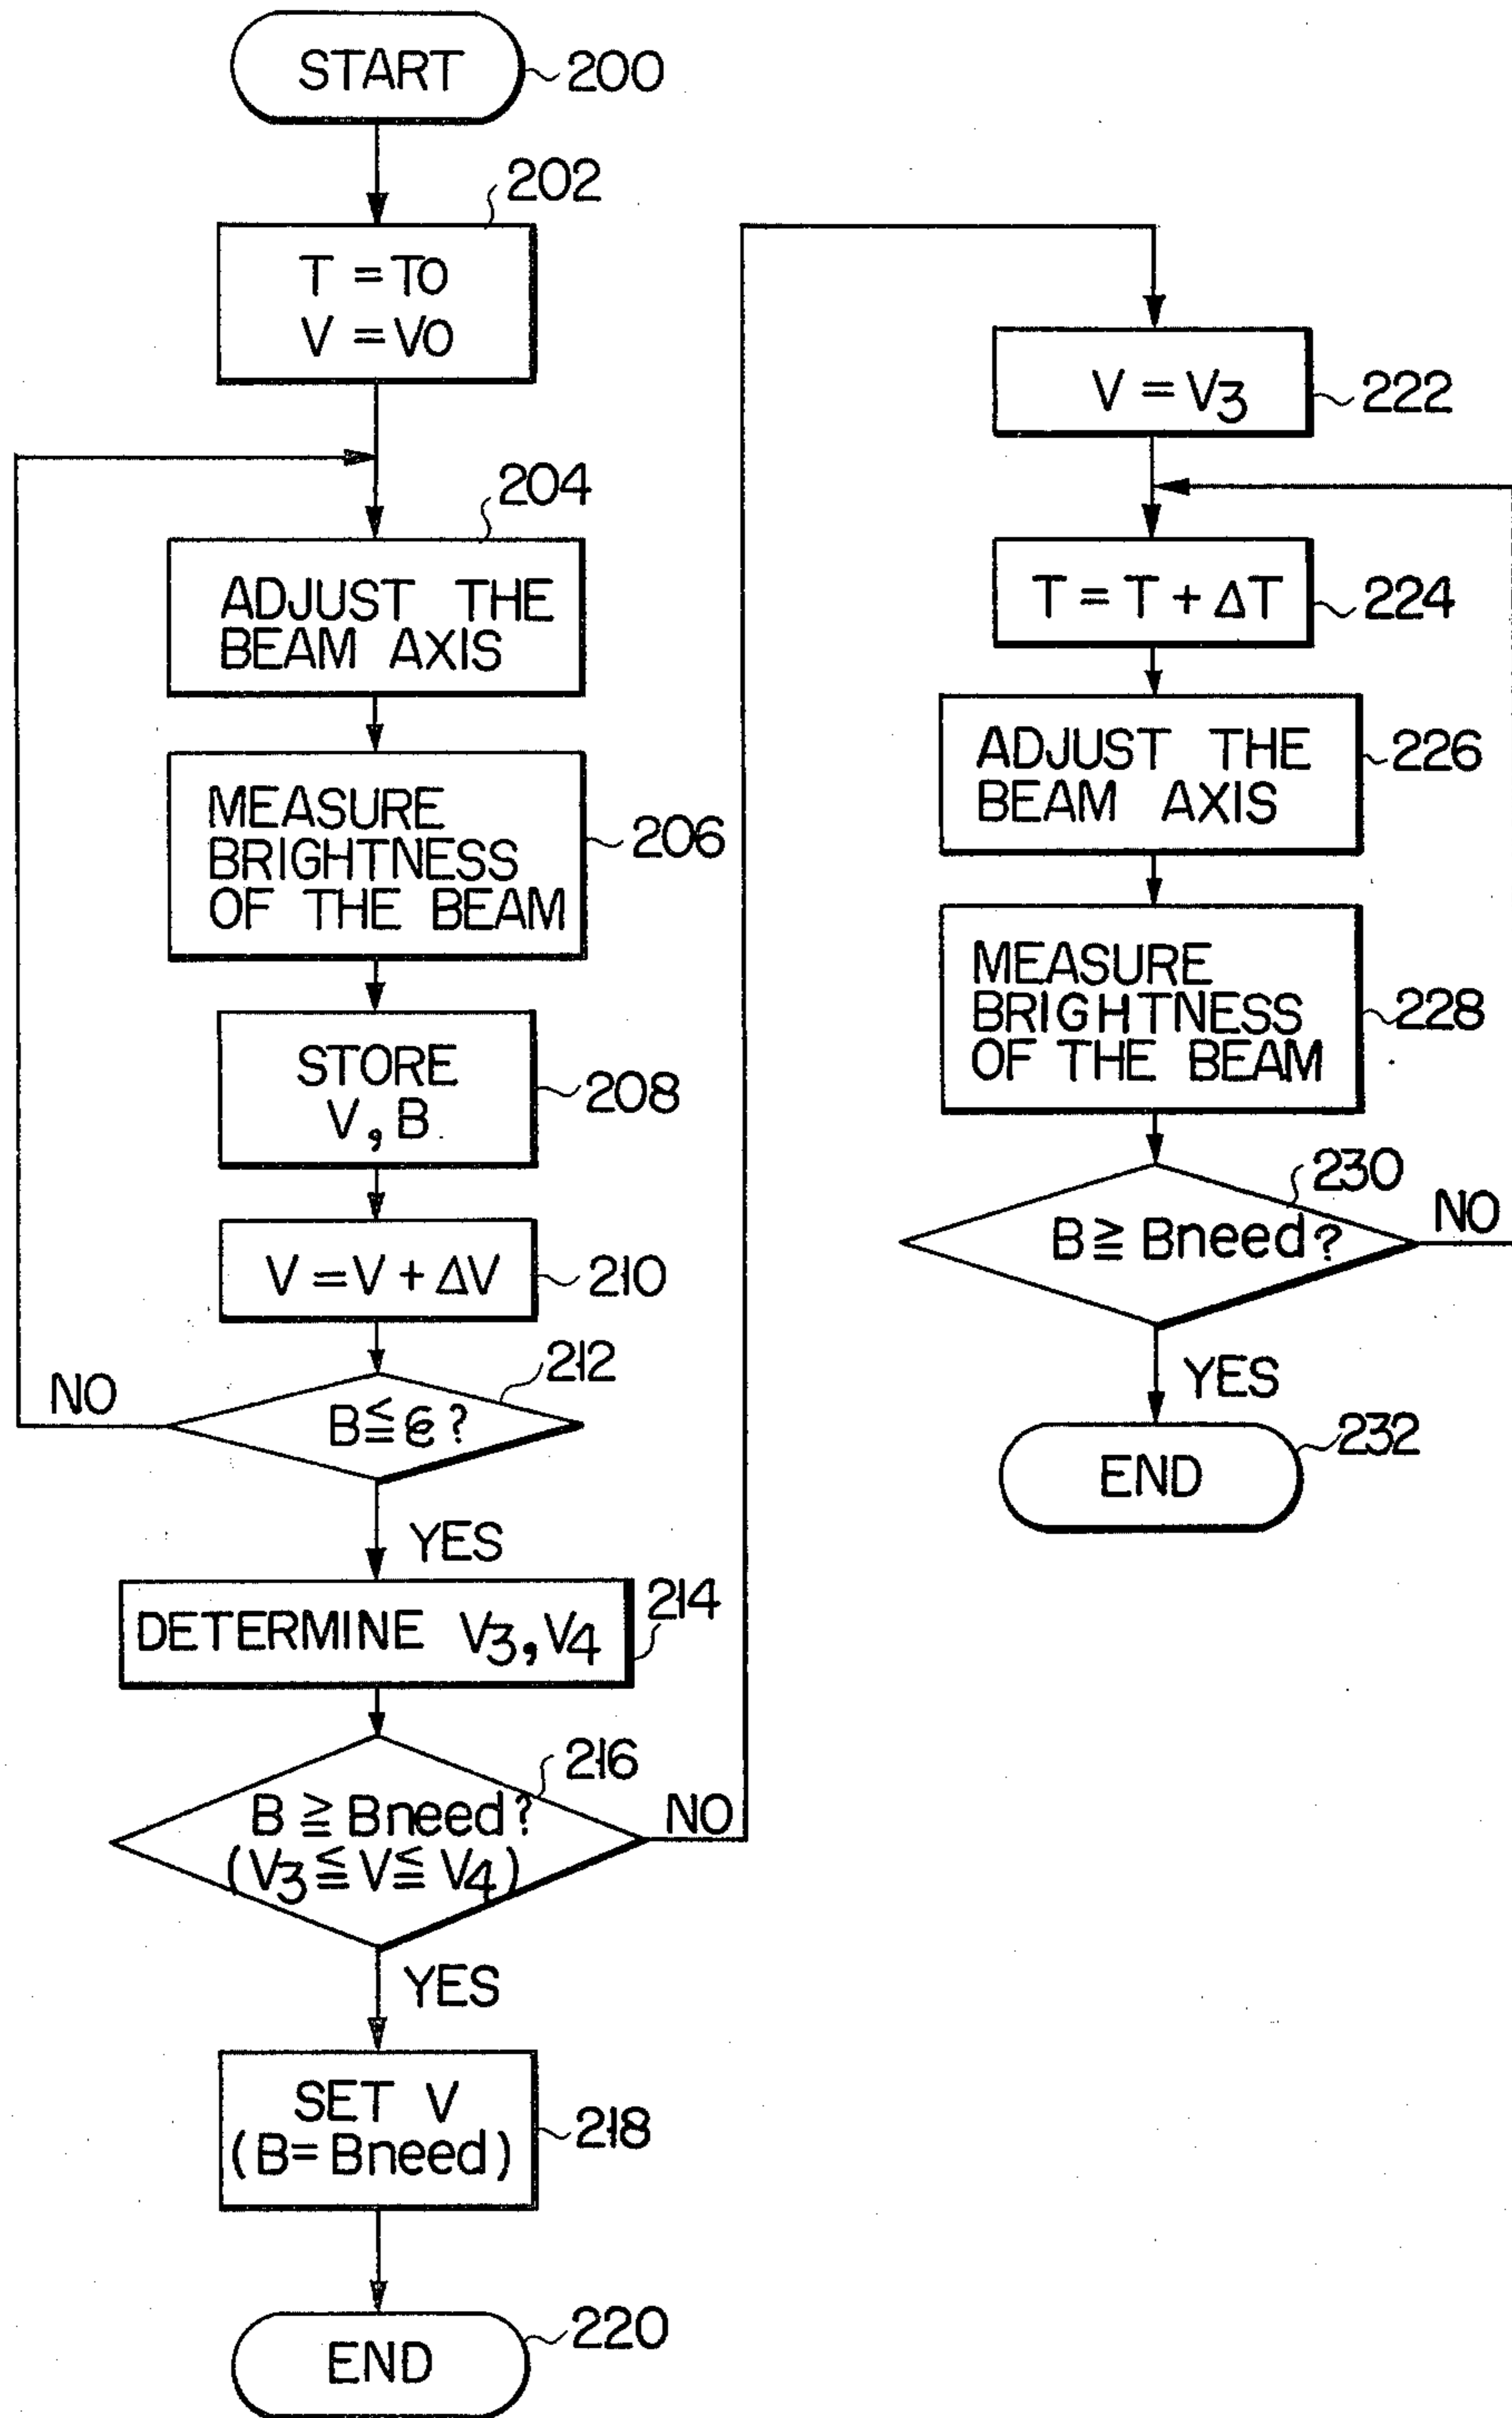 START
200
202
T = T0
V = V0
204
ADJUST THE
BEAM AXIS
MEASURE
BRIGHTNESS
OF THE BEAM
206
STORE
V, B
208
V = V + ΔV
210
212
NO
B ≦ ε ?
YES
214
DETERMINE V3, V4
216
B ≧ Bneed?
(V3 ≦ V ≦ V4)
NO
YES
SET V
(B = Bneed)
218
220
END
V = V3
222
T = T + ΔT
224
ADJUST THE
BEAM AXIS
226
MEASURE
BRIGHTNESS
OF THE BEAM
228
230
B ≧ Bneed?
NO
YES
232
END